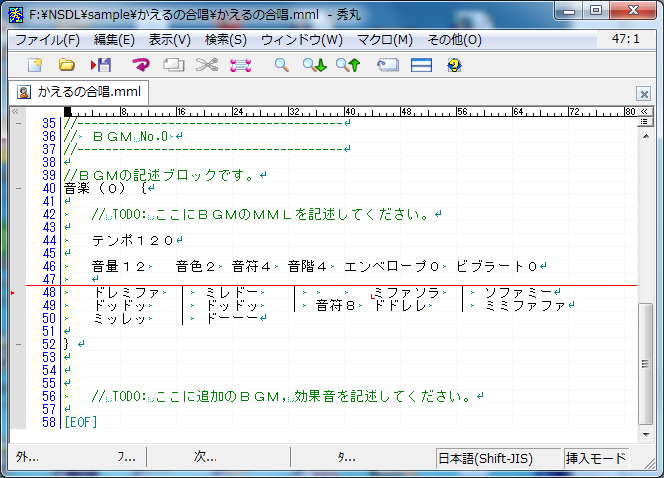 F:¥NSDL¥sample¥かえるの合唱¥かえるの合唱.mml - 秀丸
ファイル(F) 編集(E) 表示(V) 検索(S) ウィンドウ(W) マクロ(M) その他(O) 47:1
かえるの合唱.mml
0 8 16 24 32 40 48 56 64 72 80
35 //--------------------------------------
36 // ＢＧＭ No.0
37 //--------------------------------------
38
39 //ＢＧＭの記述ブロックです。
40 音楽（０）｛
41
42 // TODO: ここにＢＧＭのＭＭＬを記述してください。
43
44 テンポ１２０
45
46 音量１２ 音色２ 音符４ 音階４ エンベロープ０ ビブラート０
47
48 ドレミファ | ミレドー | ミファソラ | ソファミー
49 ドッドッ | ドッドッ | 音符８ ドドレレ | ミミファファ
50 ミッレッ | ドーーー
51
52 }
53
54
55
56 // TODO: ここに追加のＢＧＭ，効果音を記述してください。
57
58 [EOF]
外... ﾌ... 次... ﾀ... 日本語(Shift-JIS) 挿入モード